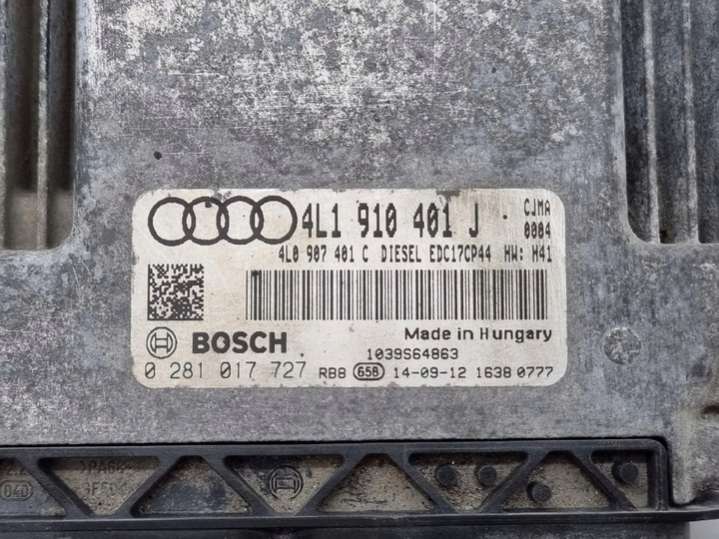 4L1 910 401 J · CJMA
0004
4L0 907 401 C DIESEL EDC17CP44 HW: H41
BOSCH
Made in Hungary
1039S64863
0 281 017 727 RB8 658 14-09-12 1638 0777